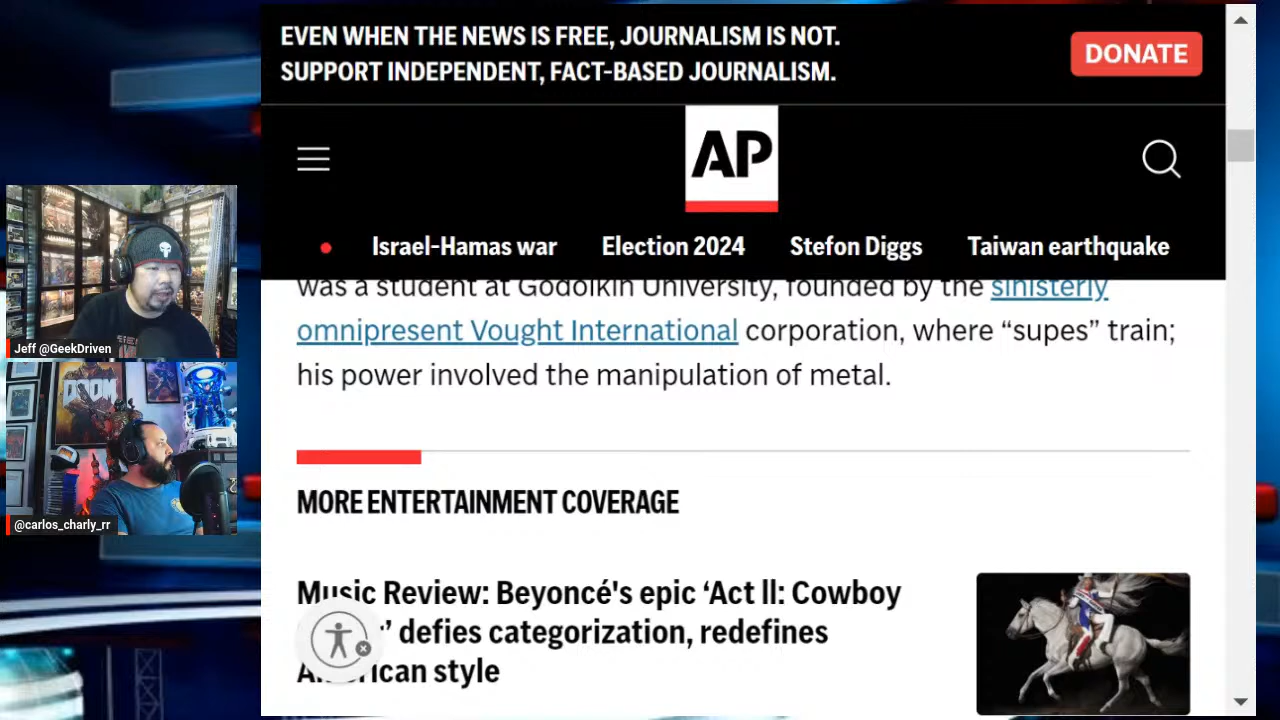 EVEN WHEN THE NEWS IS FREE, JOURNALISM IS NOT.
SUPPORT INDEPENDENT, FACT-BASED JOURNALISM.
DONATE
AP
Israel-Hamas war
Election 2024
Stefon Diggs
Taiwan earthquake
was a student at Godolkin University, founded by the sinisterly
omnipresent Vought International corporation, where “supes” train;
his power involved the manipulation of metal.
MORE ENTERTAINMENT COVERAGE
Music Review: Beyoncé's epic ‘Act ll: Cowboy
’ defies categorization, redefines
American style
Jeff @GeekDriven
DOOM
@carlos_charly_rr